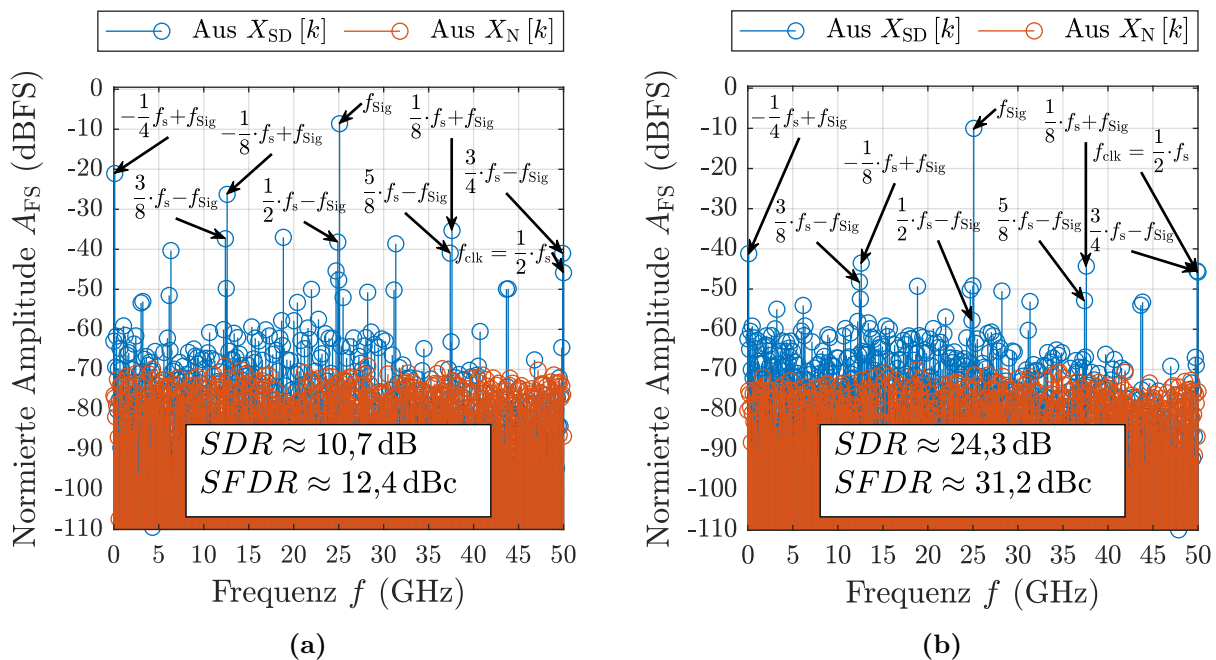 Aus X_SD [k] Aus X_N [k]
Normierte Amplitude A_FS (dBFS)
0
-10
-20
-30
-40
-50
-60
-70
-80
-90
-100
-110
-1/4 f_s+f_Sig
-1/8·f_s+f_Sig
f_Sig
1/8·f_s+f_Sig
3/8·f_s-f_Sig
1/2·f_s-f_Sig
5/8·f_s-f_Sig
3/4·f_s-f_Sig
f_clk = 1/2·f_s
SDR ≈ 10,7 dB
SFDR ≈ 12,4 dBc
0 5 10 15 20 25 30 35 40 45 50
Frequenz f (GHz)
(a)
Aus X_SD [k] Aus X_N [k]
Normierte Amplitude A_FS (dBFS)
0
-10
-20
-30
-40
-50
-60
-70
-80
-90
-100
-110
-1/4 f_s+f_Sig
-1/8·f_s+f_Sig
f_Sig
1/8·f_s+f_Sig
f_clk = 1/2·f_s
3/8·f_s-f_Sig
1/2·f_s-f_Sig
5/8·f_s-f_Sig
3/4·f_s-f_Sig
SDR ≈ 24,3 dB
SFDR ≈ 31,2 dBc
0 5 10 15 20 25 30 35 40 45 50
Frequenz f (GHz)
(b)